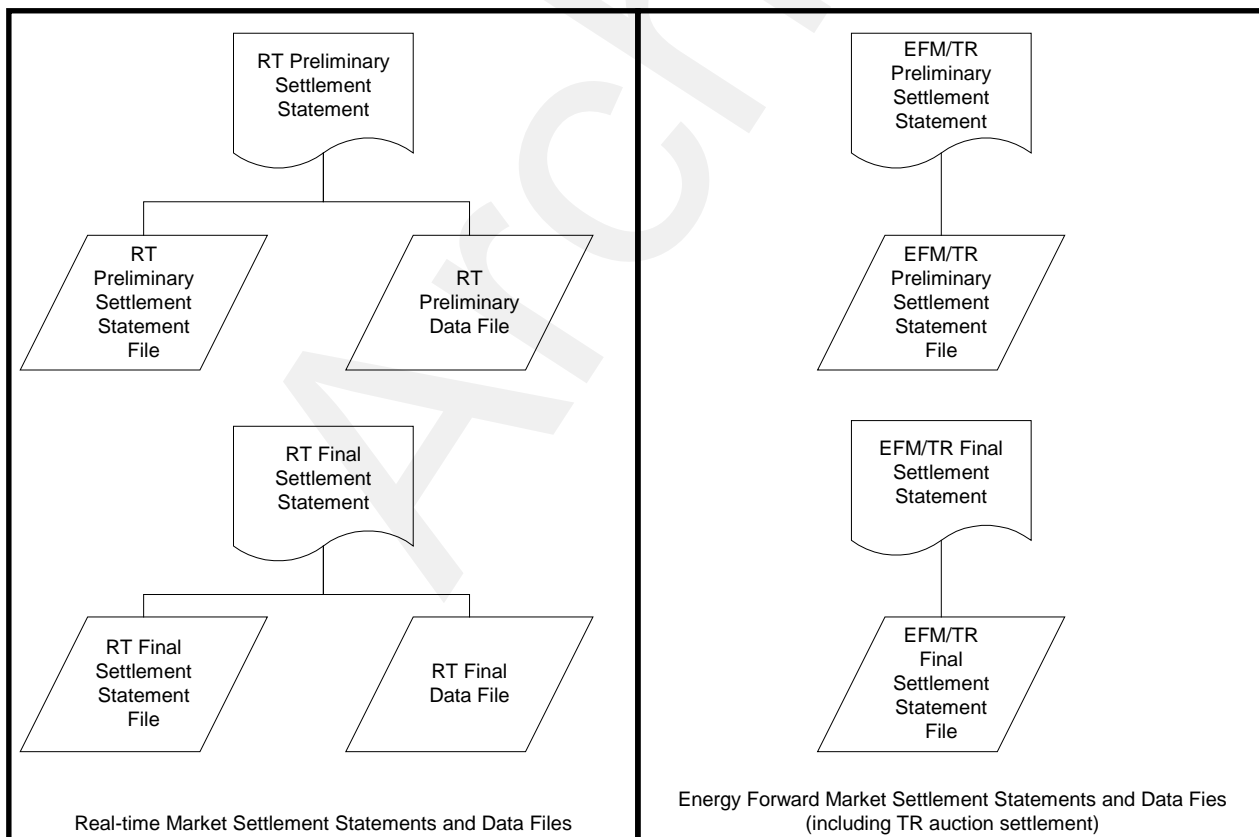 RT Preliminary
Settlement
Statement
RT
Preliminary
Settlement
Statement
File
RT
Preliminary
Data File
RT Final
Settlement
Statement
RT Final
Settlement
Statement
File
RT Final
Data File
Real-time Market Settlement Statements and Data Files
EFM/TR
Preliminary
Settlement
Statement
EFM/TR
Preliminary
Settlement
Statement
File
EFM/TR Final
Settlement
Statement
EFM/TR
Final
Settlement
Statement
File
Energy Forward Market Settlement Statements and Data Fies
(including TR auction settlement)